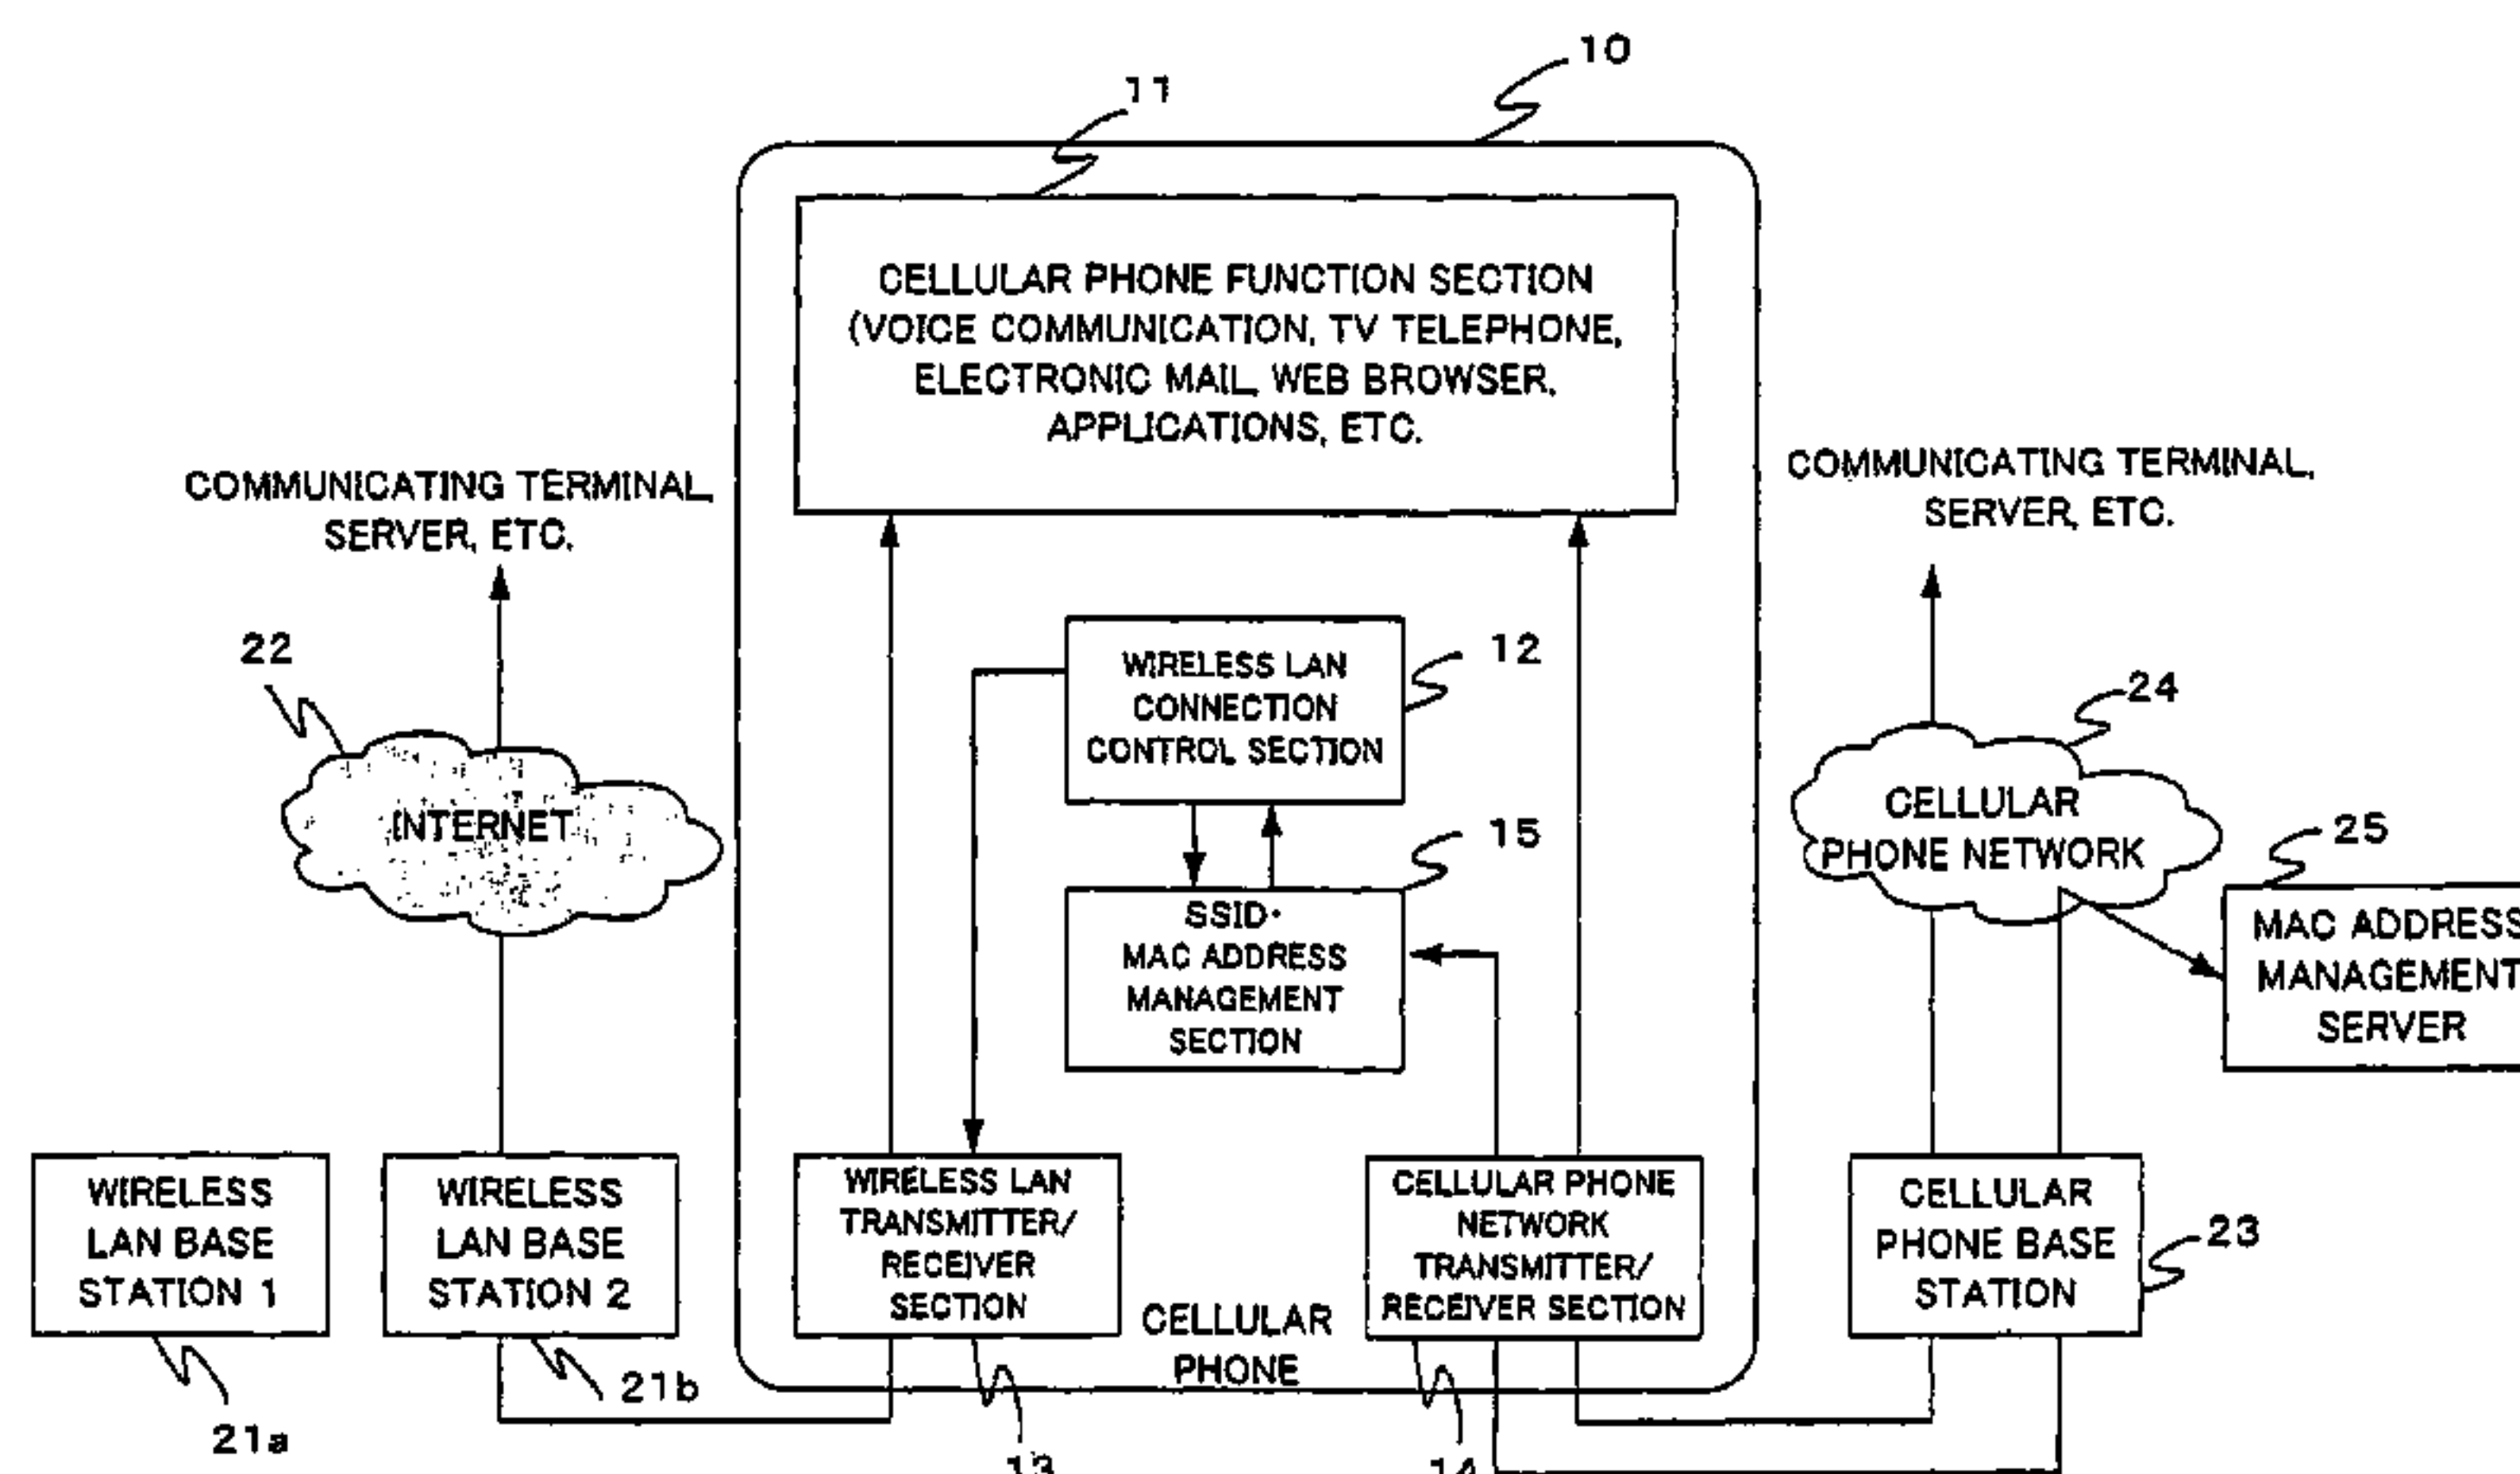 10
11
CELLULAR PHONE FUNCTION SECTION
(VOICE COMMUNICATION, TV TELEPHONE,
ELECTRONIC MAIL, WEB BROWSER,
APPLICATIONS, ETC.
COMMUNICATING TERMINAL,
SERVER, ETC.
COMMUNICATING TERMINAL,
SERVER, ETC.
22
INTERNET
WIRELESS LAN
CONNECTION
CONTROL SECTION
12
15
SSID·
MAC ADDRESS
MANAGEMENT
SECTION
24
CELLULAR
PHONE NETWORK
25
MAC ADDRESS
MANAGEMENT
SERVER
WIRELESS
LAN BASE
STATION 1
21a
WIRELESS
LAN BASE
STATION 2
21b
WIRELESS LAN
TRANSMITTER/
RECEIVER
SECTION
13
CELLULAR
PHONE
CELLULAR PHONE
NETWORK
TRANSMITTER/
RECEIVER SECTION
14
CELLULAR
PHONE BASE
STATION
23